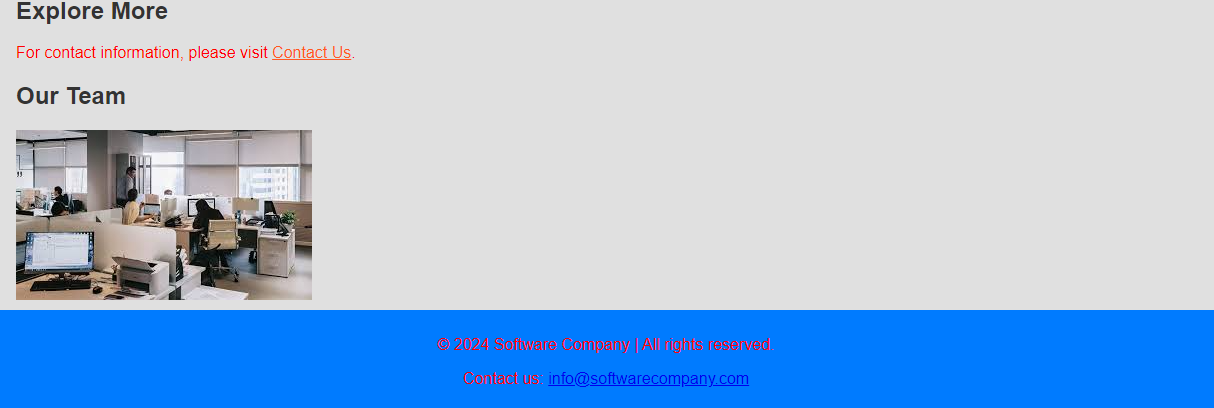 Explore More
For contact information, please visit Contact Us.
Our Team
© 2024 Software Company | All rights reserved.
Contact us: info@softwarecompany.com